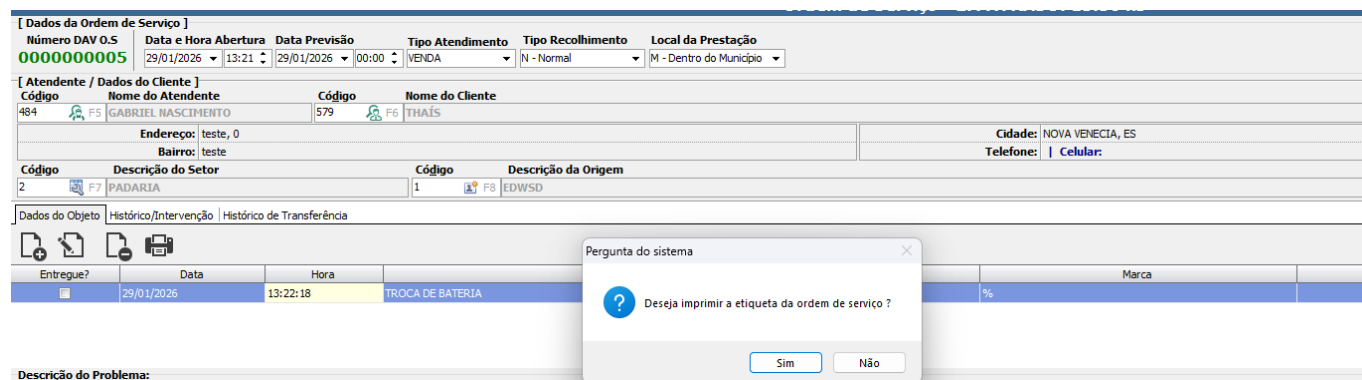 [ Dados da Ordem de Serviço ]
Número DAV O.S Data e Hora Abertura Data Previsão Tipo Atendimento Tipo Recolhimento Local da Prestação
0000000005 29/01/2026 13:21 29/01/2026 00:00 VENDA N - Normal M - Dentro do Município
[ Atendente / Dados do Cliente ]
Código Nome do Atendente Código Nome do Cliente
484 F5 GABRIEL NASCIMENTO 579 F6 THAÍS
Endereço: teste, 0 Cidade: NOVA VENECIA, ES
Bairro: teste Telefone: | Celular:
Código Descrição do Setor Código Descrição da Origem
2 F7 PADARIA 1 F8 EDWSD
Dados do Objeto Histórico/Intervenção Histórico de Transferência
Pergunta do sistema
Entregue? Data Hora Marca
29/01/2026 13:22:18 TROCA DE BATERIA %
Deseja imprimir a etiqueta da ordem de serviço ?
Sim Não
Descrição do Problema: